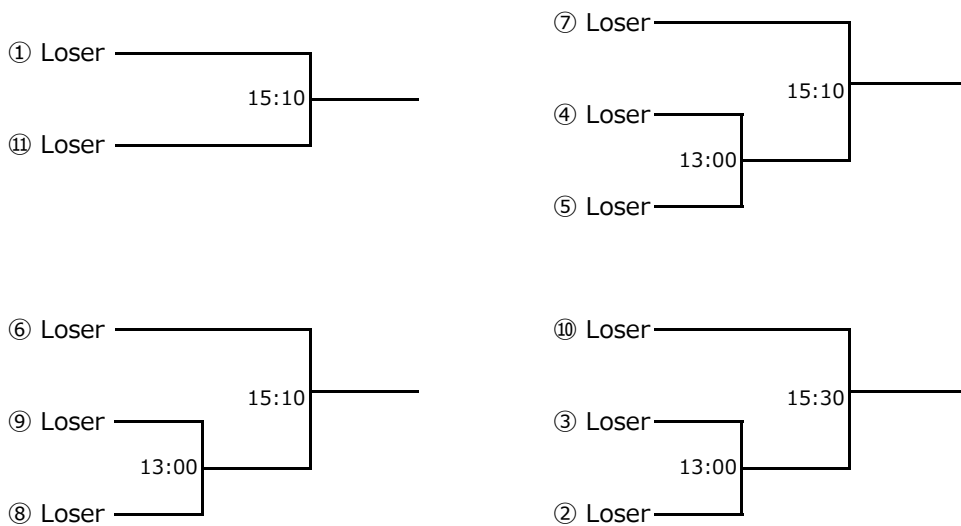 ① Loser
15:10
⑪ Loser
⑦ Loser
15:10
④ Loser
13:00
⑤ Loser
⑥ Loser
15:10
⑨ Loser
13:00
⑧ Loser
⑩ Loser
15:30
③ Loser
13:00
② Loser